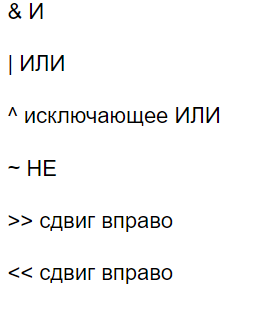 & И
| ИЛИ
^ исключающее ИЛИ
~ НЕ
>> сдвиг вправо
<< сдвиг вправо